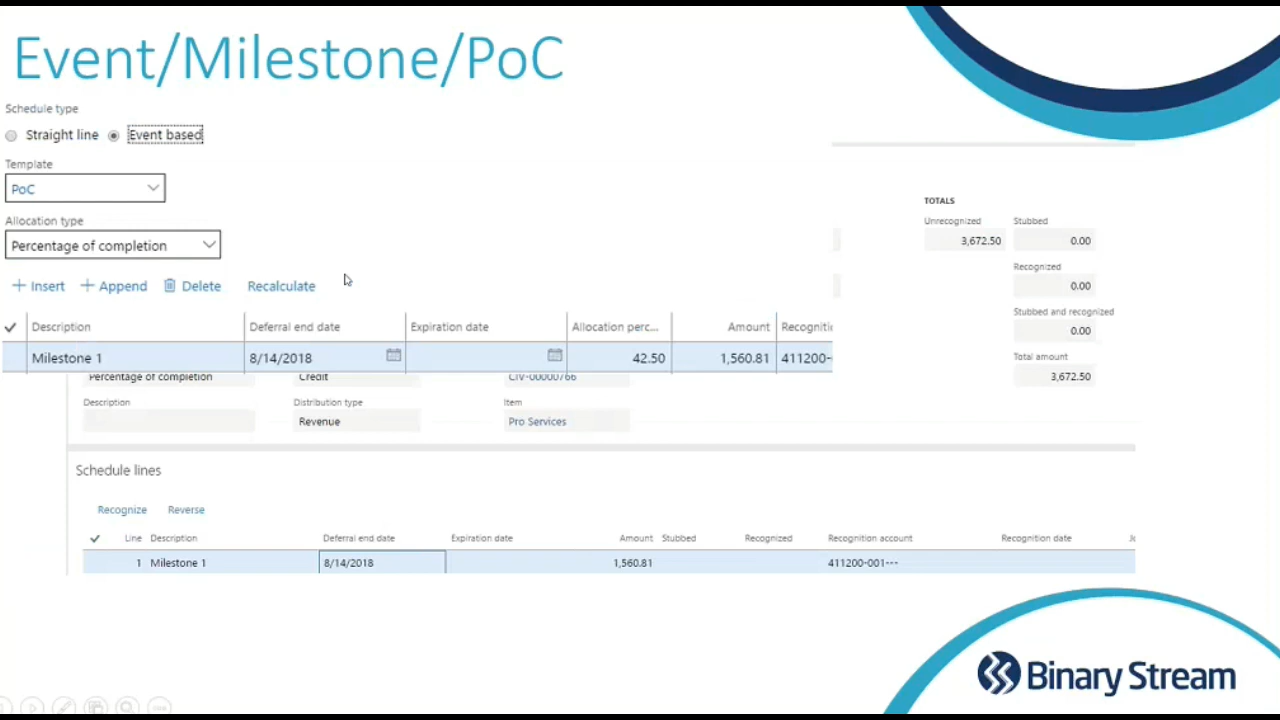 Event/Milestone/PoC
Schedule type
Straight line Event based
Template
PoC
Allocation type
Percentage of completion
Insert Append Delete Recalculate
Description Deferral end date Expiration date Allocation perc... Amount Recogniti
Milestone 1 8/14/2018 42.50 1,560.81 411200-
TOTALS
Unrecognized Stubbed
3,672.50 0.00
Recognized
0.00
Stubbed and recognized
0.00
Total amount
3,672.50
Percentage of completion Credit CIV-00000766
Description Distribution type Item
Revenue Pro Services
Schedule lines
Recognize Reverse
Line Description Deferral end date Expiration date Amount Stubbed Recognized Recognition account Recognition date
1 Milestone 1 8/14/2018 1,560.81 411200-001---
Binary Stream